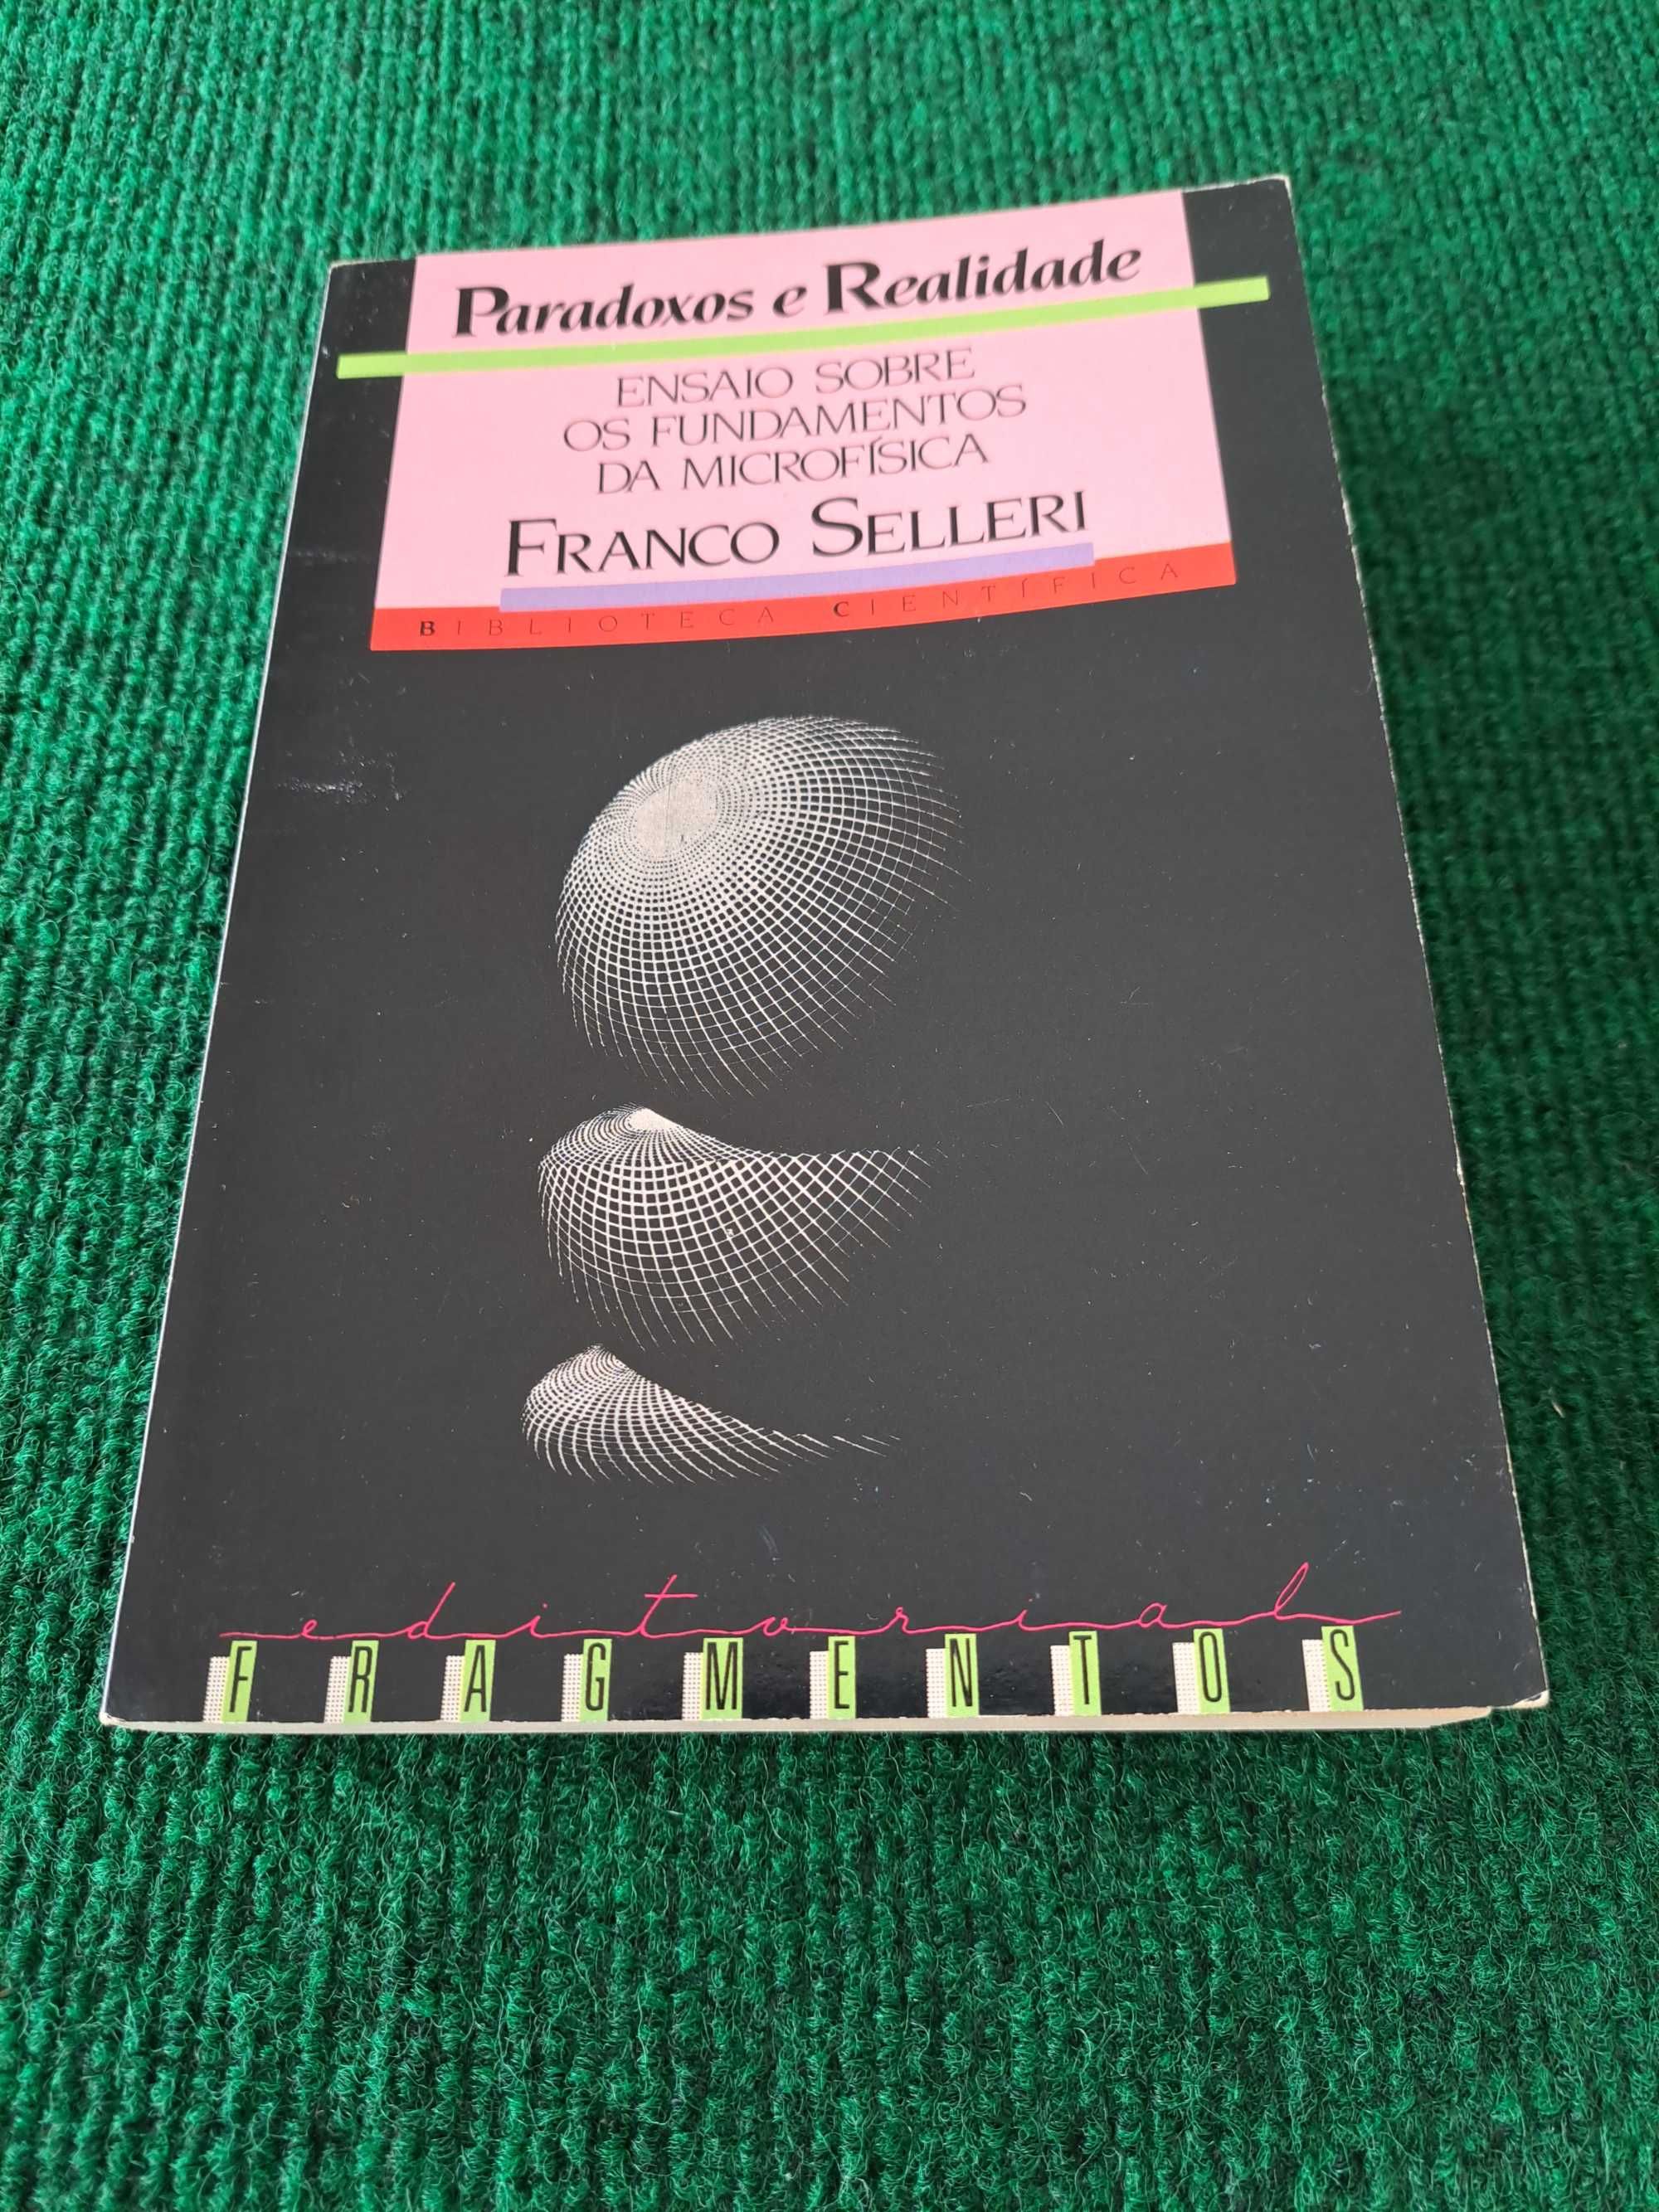 Paradoxos e Realidade
ENSAIO SOBRE
OS FUNDAMENTOS
DA MICROFÍSICA
FRANCO SELLERI
BIBLIOTECA CIENTÍFICA
editorial
FRAGMENTOS